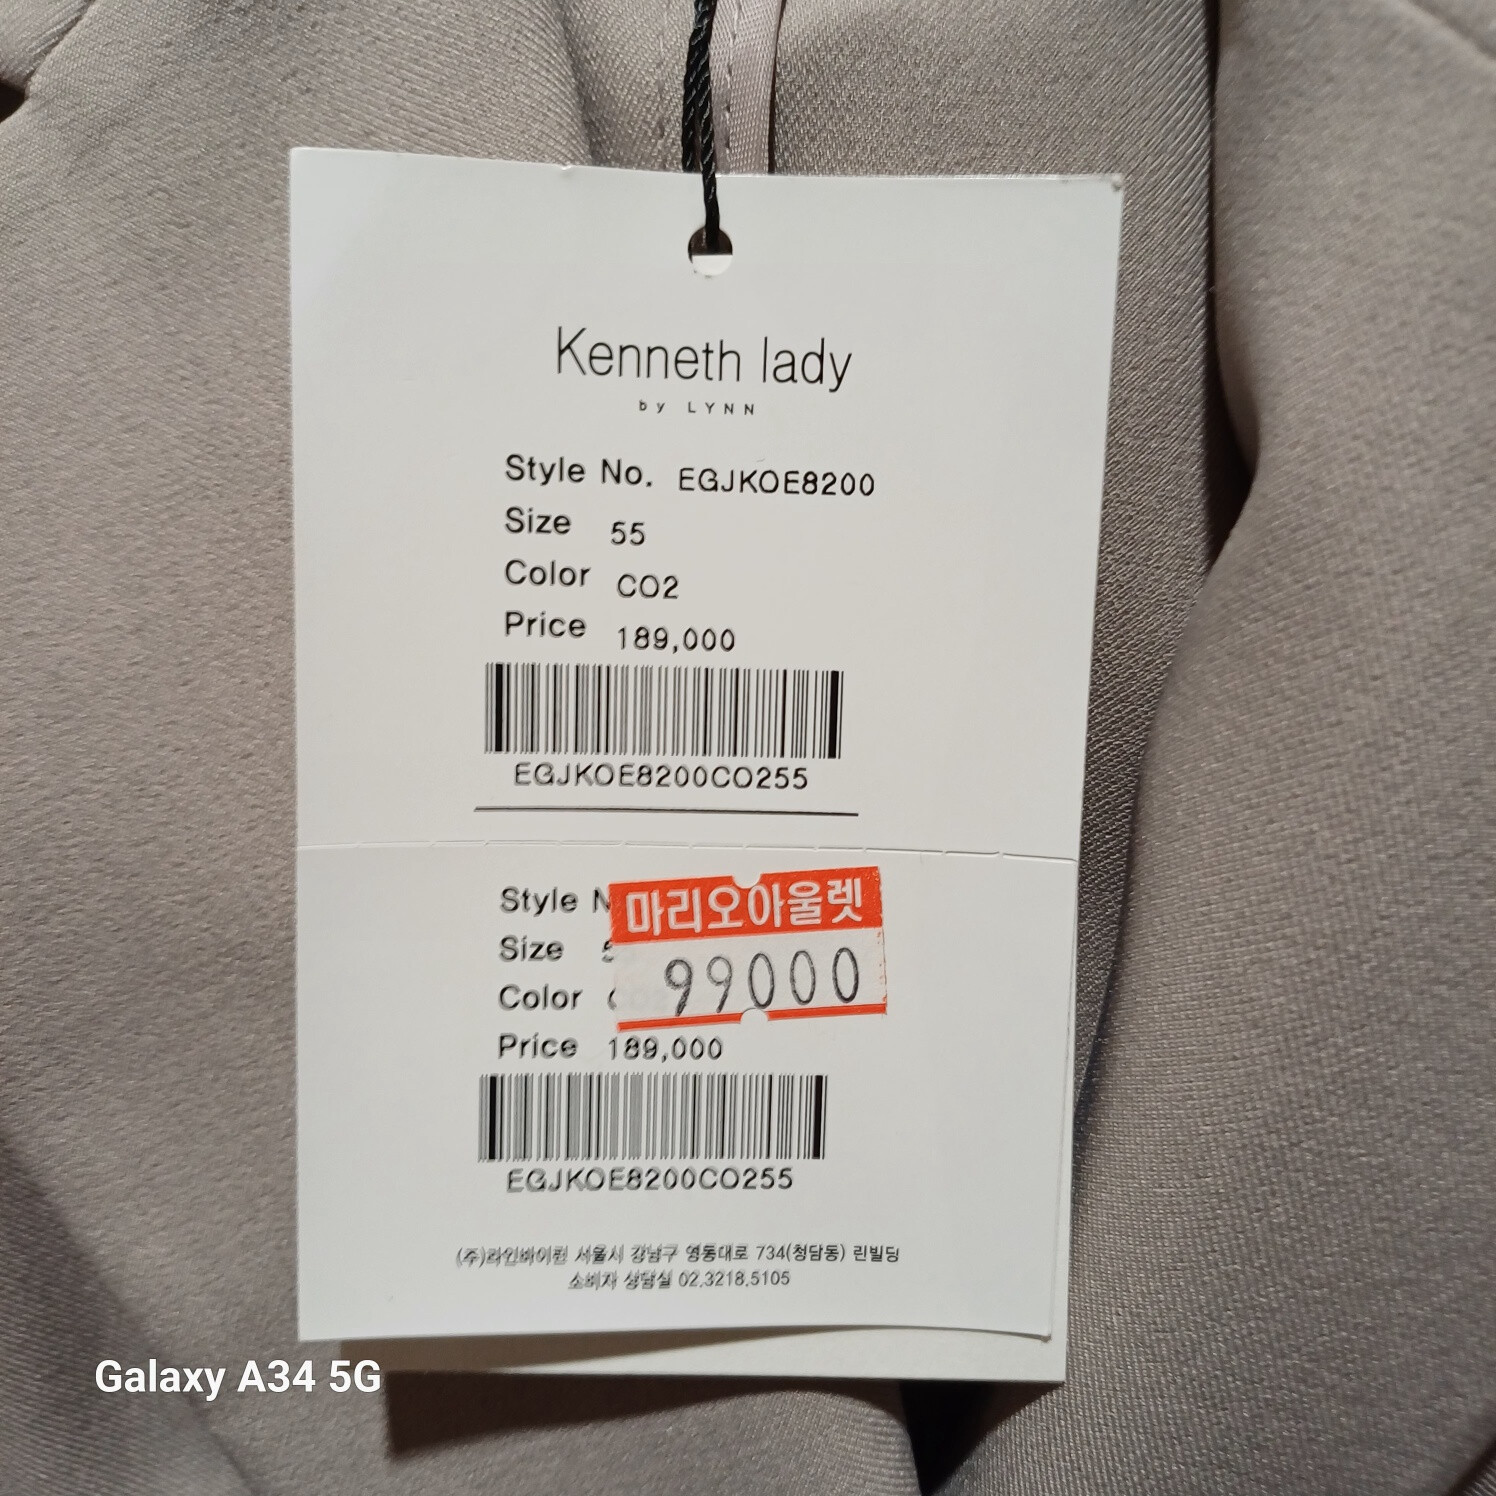 Kenneth lady
by LYNN
Style No. EGJKOE8200
Size 55
Color CO2
Price 189,000
EGJKOE8200CO255
Style N
마리오아울렛
Size 5
99000
Color
Price 189,000
EGJKOE8200CO255
(주)라인바이린 서울시 강남구 영동대로 734(청담동) 린빌딩
소비자 상담실 02.3218.5105
Galaxy A34 5G